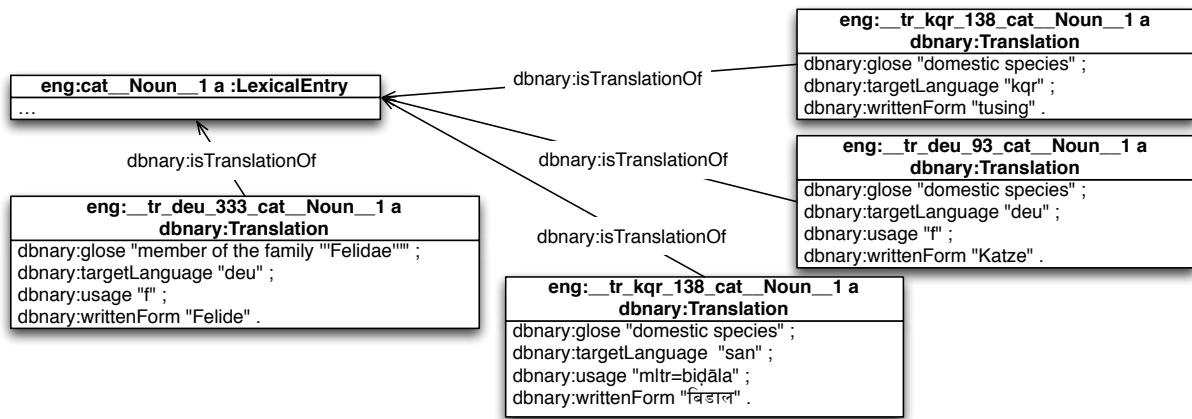 eng:__tr_kqr_138_cat__Noun__1 a
dbnary:Translation
dbnary:glose "domestic species" ;
dbnary:targetLanguage "kqr" ;
dbnary:writtenForm "tusing" .
dbnary:isTranslationOf
eng:cat__Noun__1 a :LexicalEntry
...
dbnary:isTranslationOf
dbnary:isTranslationOf
eng:__tr_deu_93_cat__Noun__1 a
dbnary:Translation
dbnary:glose "domestic species" ;
dbnary:targetLanguage "deu" ;
dbnary:usage "f" ;
dbnary:writtenForm "Katze" .
eng:__tr_deu_333_cat__Noun__1 a
dbnary:Translation
dbnary:glose "member of the family '''Felidae'''" ;
dbnary:targetLanguage "deu" ;
dbnary:usage "f" ;
dbnary:writtenForm "Felide" .
dbnary:isTranslationOf
eng:__tr_kqr_138_cat__Noun__1 a
dbnary:Translation
dbnary:glose "domestic species" ;
dbnary:targetLanguage "san" ;
dbnary:usage "mltr=biḍāla" ;
dbnary:writtenForm "बिडाल" .